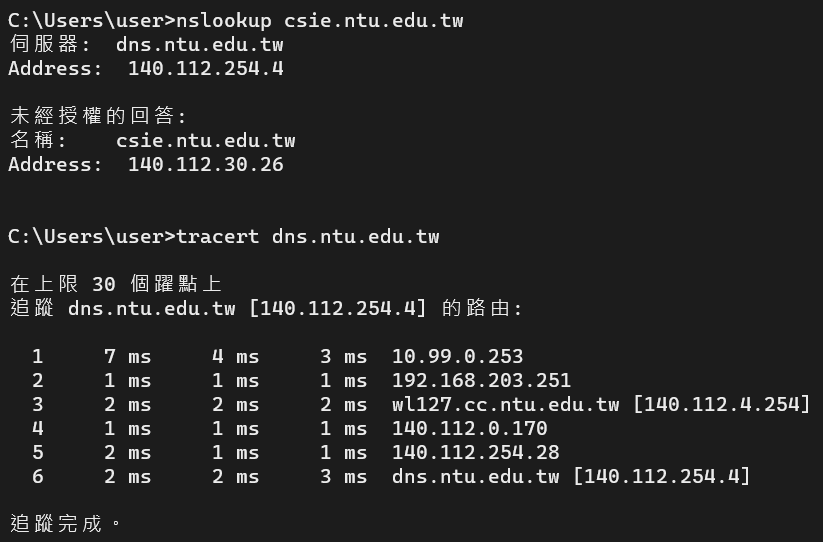 C:\Users\user>nslookup csie.ntu.edu.tw
伺服器:  dns.ntu.edu.tw
Address:  140.112.254.4
未經授權的回答:
名稱:    csie.ntu.edu.tw
Address:  140.112.30.26
C:\Users\user>tracert dns.ntu.edu.tw
在上限 30 個躍點上
追蹤 dns.ntu.edu.tw [140.112.254.4] 的路由:
  1     7 ms     4 ms     3 ms  10.99.0.253
  2     1 ms     1 ms     1 ms  192.168.203.251
  3     2 ms     2 ms     2 ms  wl127.cc.ntu.edu.tw [140.112.4.254]
  4     1 ms     1 ms     1 ms  140.112.0.170
  5     2 ms     1 ms     1 ms  140.112.254.28
  6     2 ms     2 ms     3 ms  dns.ntu.edu.tw [140.112.254.4]
追蹤完成。